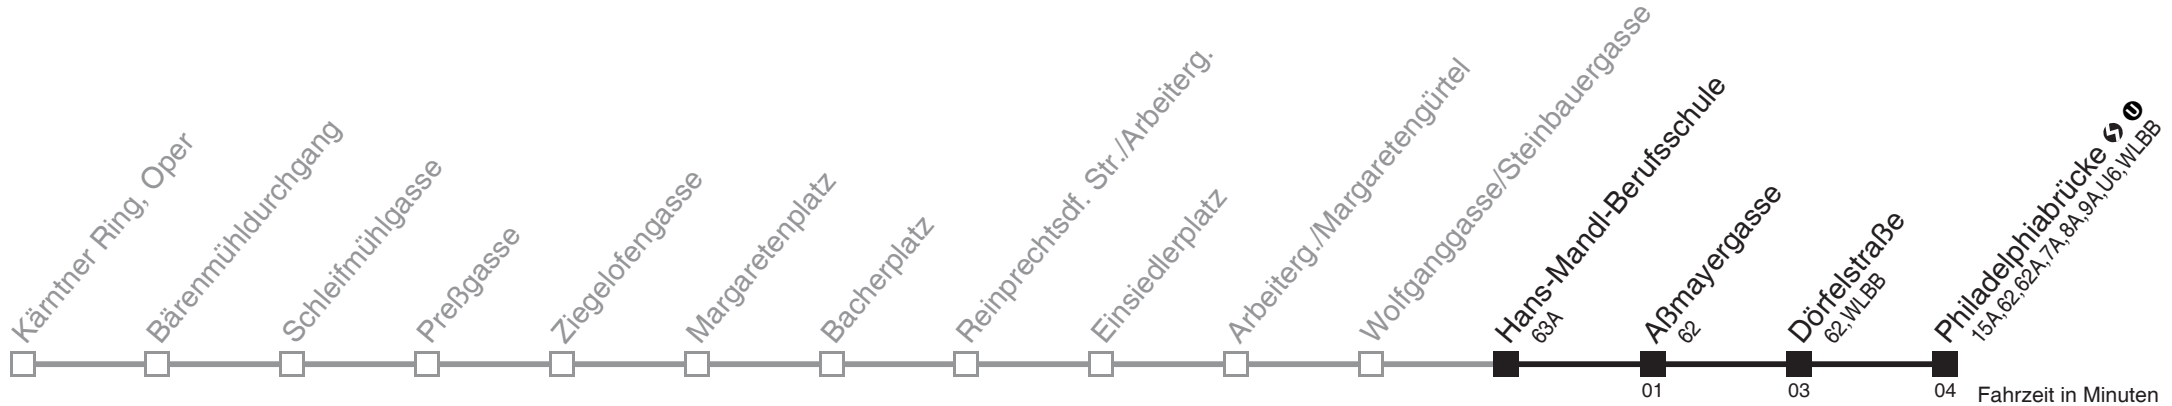 Kärntner Ring, Oper
Bärenmühldurchgang
Schleifmühlgasse
Preßgasse
Ziegelofengasse
Margaretenplatz
Bacherplatz
Reinprechtsdf. Str./Arbeiterg.
Einsiedlerplatz
Arbeiterg./Margaretengürtel
Wolfganggasse/Steinbauergasse
Hans-Mandl-Berufsschule
63A
Aßmayergasse
62
Dörfelstraße
62,WLBB
Philadelphiabrücke U
15A,62,62A,7A,8A,9A,U6,WLBB
01
03
04
Fahrzeit in Minuten